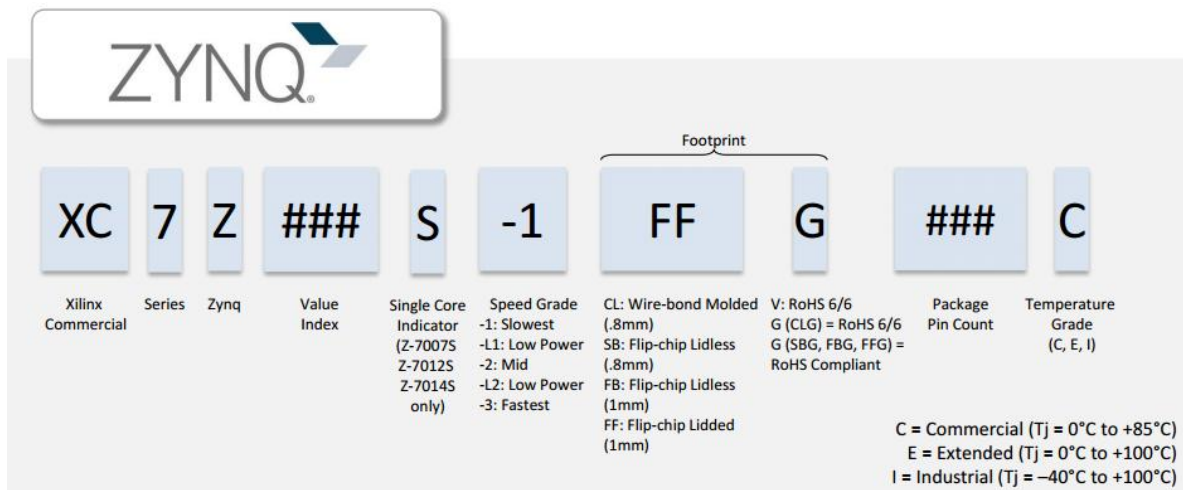 ZYNQ®
Footprint
XC 7 Z ### S -1 FF G ### C
Xilinx
Commercial
Series
Zynq
Value
Index
Single Core
Indicator
(Z-7007S
Z-7012S
Z-7014S
only)
Speed Grade
-1: Slowest
-L1: Low Power
-2: Mid
-L2: Low Power
-3: Fastest
CL: Wire-bond Molded
(.8mm)
SB: Flip-chip Lidless
(.8mm)
FB: Flip-chip Lidless
(1mm)
FF: Flip-chip Lidded
(1mm)
V: RoHS 6/6
G (CLG) = RoHS 6/6
G (SBG, FBG, FFG) =
RoHS Compliant
Package
Pin Count
Temperature
Grade
(C, E, I)
C = Commercial (Tj = 0°C to +85°C)
E = Extended (Tj = 0°C to +100°C)
I = Industrial (Tj = –40°C to +100°C)